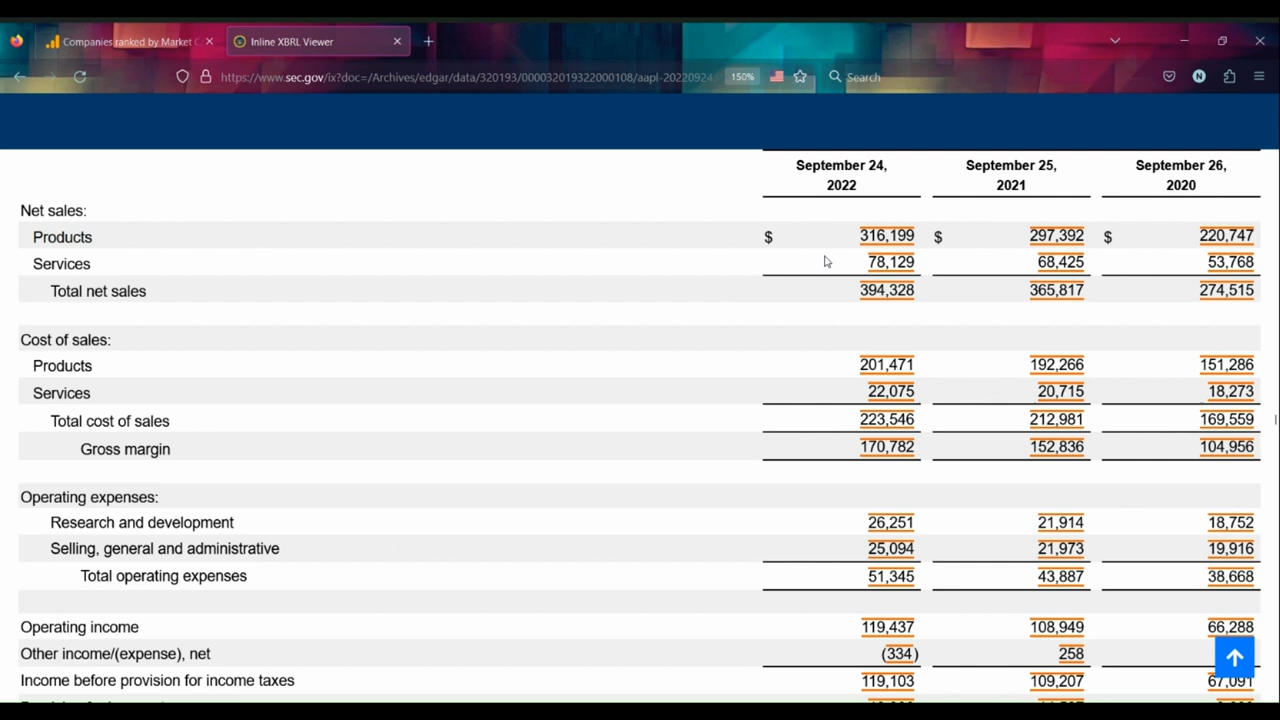 Companies ranked by Market C
Inline XBRL Viewer
https://www.sec.gov/ix?doc=/Archives/edgar/data/320193/000032019322000108/aapl-20220924. 150% Search N
September 24, 2022 September 25, 2021 September 26, 2020
Net sales:
Products $ 316,199 $ 297,392 $ 220,747
Services 78,129 68,425 53,768
Total net sales 394,328 365,817 274,515
Cost of sales:
Products 201,471 192,266 151,286
Services 22,075 20,715 18,273
Total cost of sales 223,546 212,981 169,559
Gross margin 170,782 152,836 104,956
Operating expenses:
Research and development 26,251 21,914 18,752
Selling, general and administrative 25,094 21,973 19,916
Total operating expenses 51,345 43,887 38,668
Operating income 119,437 108,949 66,288
Other income/(expense), net (334) 258
Income before provision for income taxes 119,103 109,207 67,091